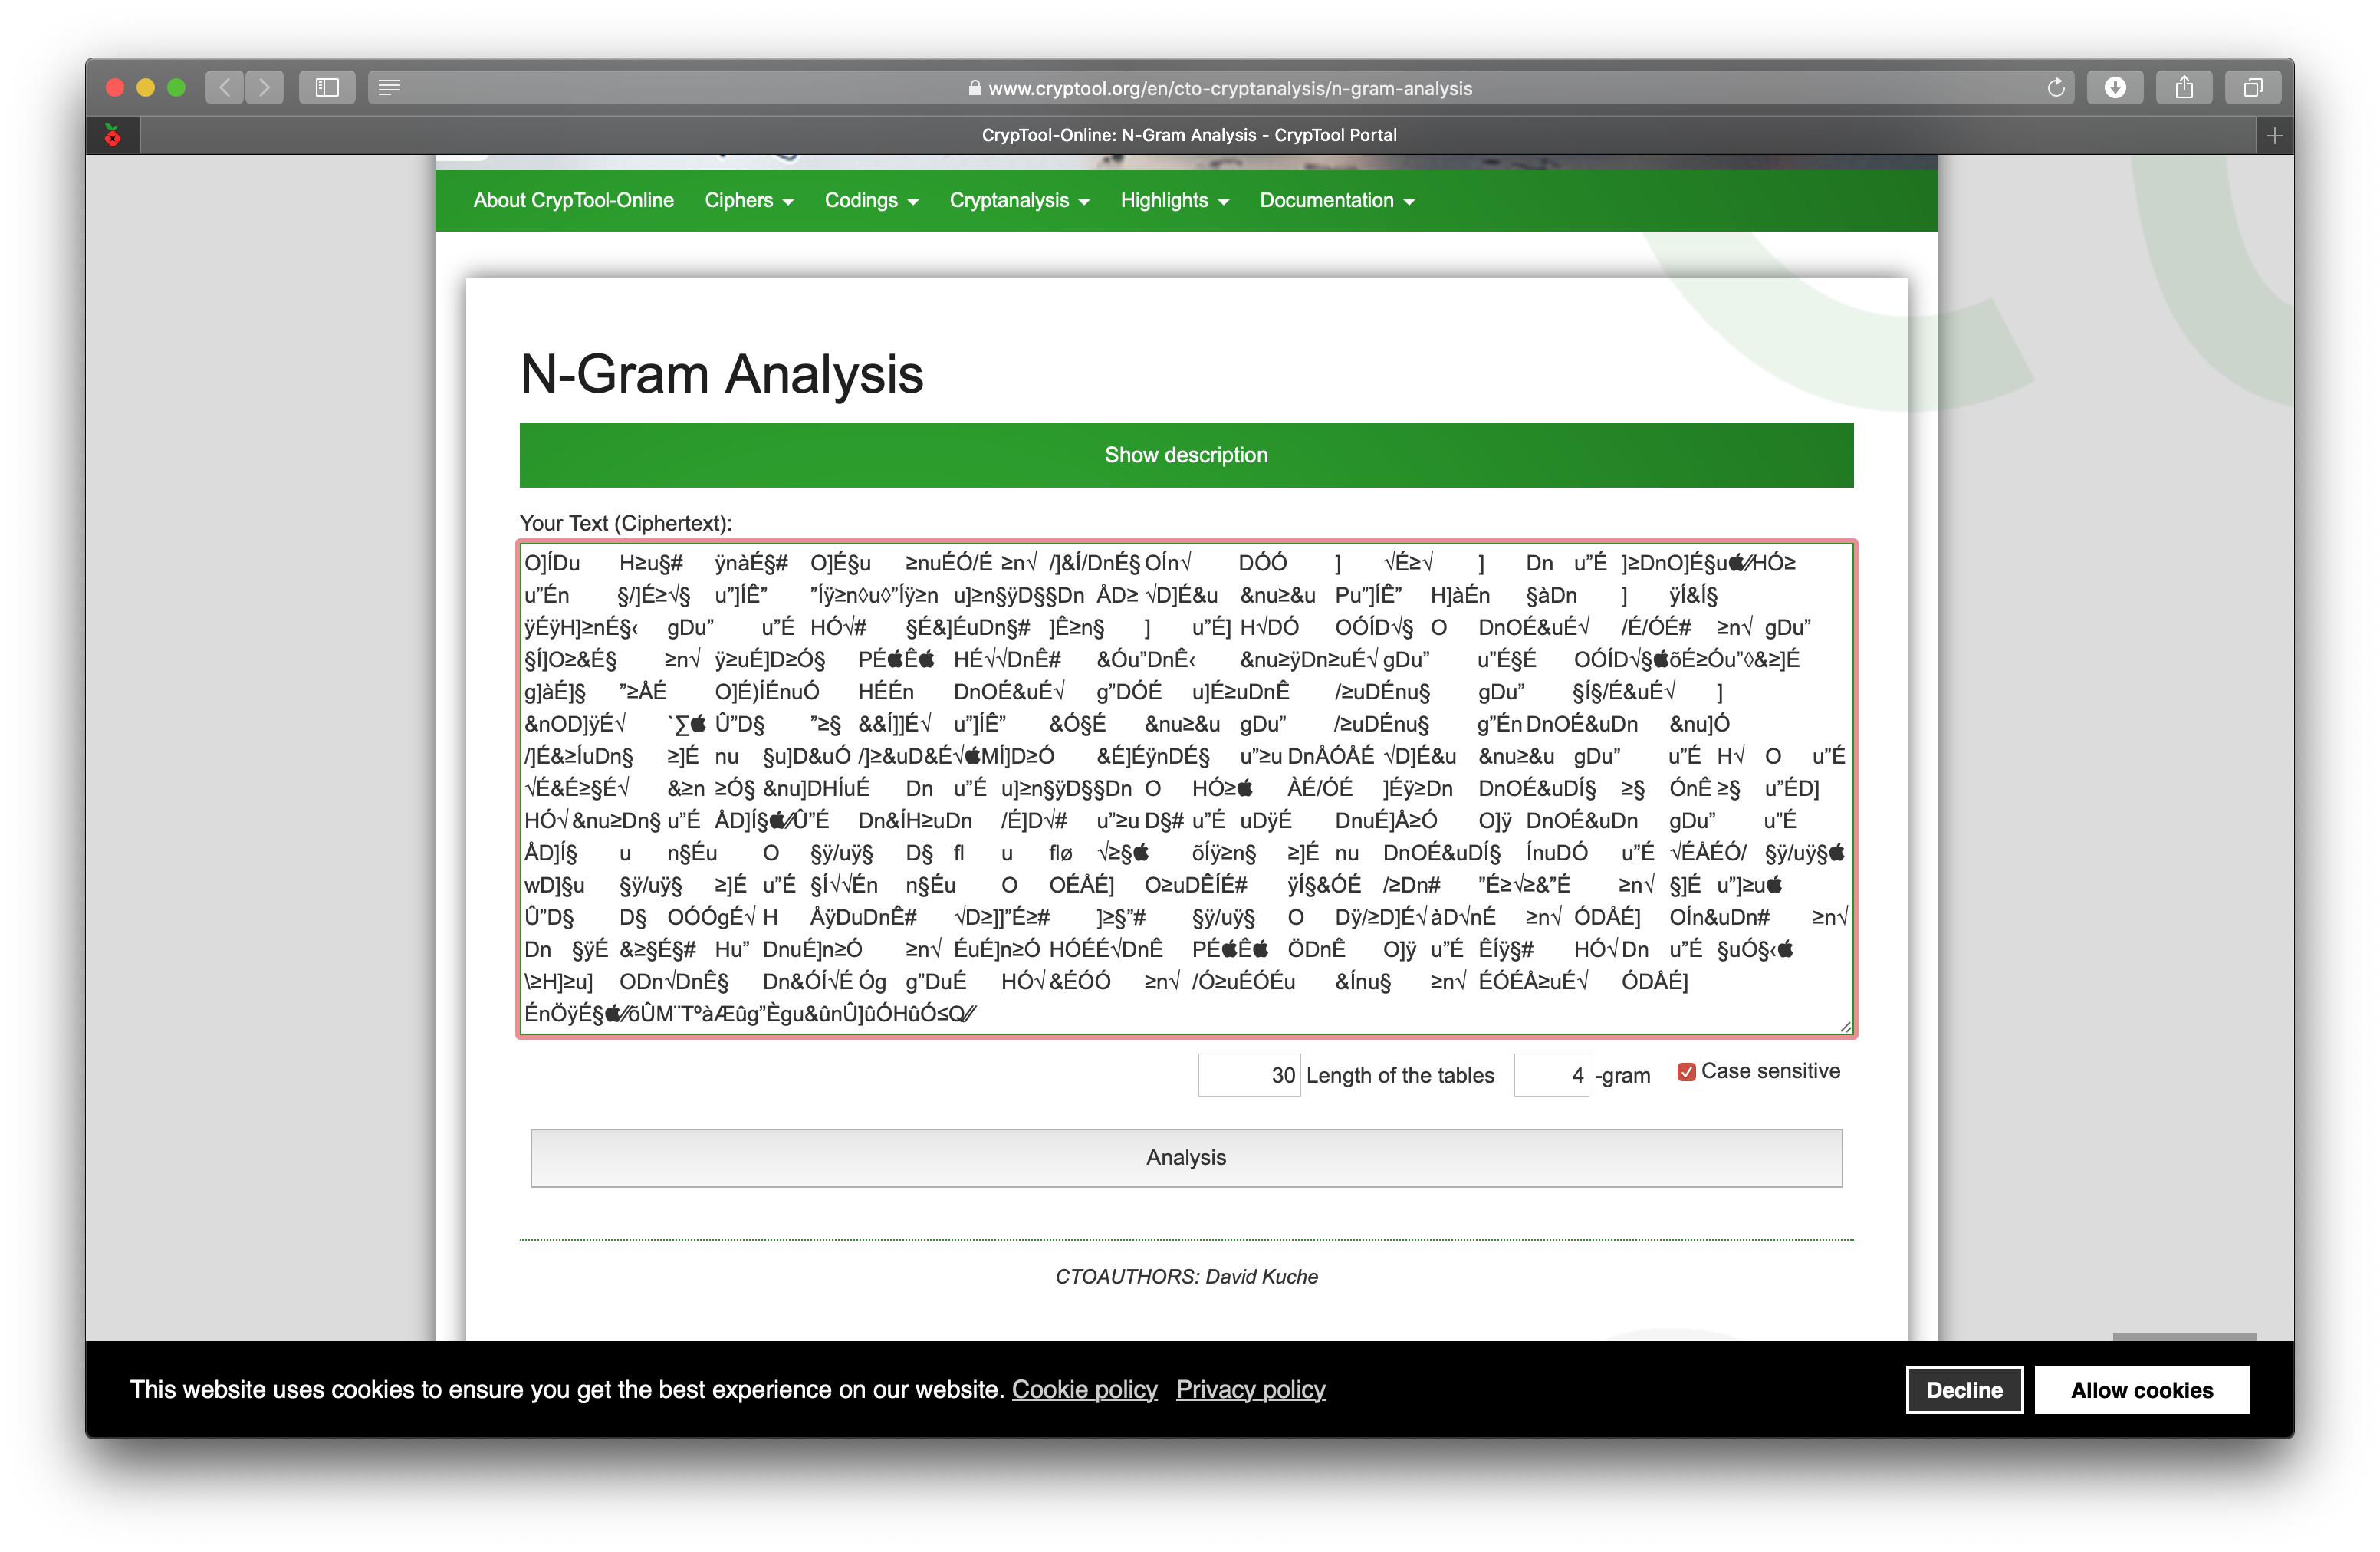 www.cryptool.org/en/cto-cryptanalysis/n-gram-analysis
CrypTool-Online: N-Gram Analysis - CrypTool Portal
About CrypTool-Online Ciphers Codings Cryptanalysis Highlights Documentation
N-Gram Analysis
Show description
Your Text (Ciphertext):
O]ÍDu H≥u§# ÿnàÉ§# O]É§u ≥nuÉÓ/É ≥n√ /]&Í/DnÉ§ OÍn√ DÓÓ ] √É≥√ ] Dn u”É ]≥DnO]É§u⁄⁄HÓ≥
u”Én §/]É≥√§ u”]ÍÊ” ”Íÿ≥n◊u◊”Íÿ≥n u]≥n§ÿD§§Dn ÅD≥ √D]É&u &nu≥&u Pu”]ÍÊ” H]àÉn §àDn ] ÿÍ&Í§
ÿÉÿH]≥nÉ§‹ gDu” u”É HÓ√# §É&]ÉuDn§# ]Ê≥n§ ] u”É] H√DÓ OÓÍD√§ O DnOÉ&uÉ√ /É/ÓÉ# ≥n√ gDu”
§Í]O≥&É§ ≥n√ ÿ≥uÉ]D≥Ó§ PÉÊ HÉ√√DnÊ# &Óu”DnÊ‹ &nu≥ÿDn≥uÉ√ gDu” u”É§É OÓÍD√§õÉ≥Óu”◊&≥]É
g]àÉ]§ ”≥ÅÉ O]É)ÍÉnuÓ HÉÉn DnOÉ&uÉ√ g”DÓÉ u]É≥uDnÊ /≥uDÉnu§ gDu” §Í§/É&uÉ√ ]
&nOD]ÿÉ√ `∑ Û”D§ ”≥§ &&Í]]É√ u”]ÍÊ” &Ó§É &nu≥&u gDu” /≥uDÉnu§ g”Én DnOÉ&uDn &nu]Ó
/]É&≥ÍuDn§ ≥]É nu §u]D&uÓ /]≥&uD&É√MÍ]D≥Ó &É]ÉÿnDÉ§ u”≥u DnÅÓÅÉ √D]É&u &nu≥&u gDu” u”É H√ O u”É
√É&É≥§É√ &≥n ≥Ó§ &nu]DHÍuÉ Dn u”É u]≥n§ÿD§§Dn O HÓ≥ ÀÉ/ÓÉ ]Éÿ≥Dn DnOÉ&uDÍ§ ≥§ ÓnÊ ≥§ u”ÉD]
HÓ√ &nu≥Dn§ u”É ÅD]Í§⁄⁄Û”É Dn&ÍH≥uDn /É]D√# u”≥u D§# u”É uDÿÉ DnuÉ]Å≥Ó O]ÿ DnOÉ&uDn gDu” u”É
ÅD]Í§ u n§Éu O §ÿ/uÿ§ D§ ﬂ u ﬂø √≥§ õÍÿ≥n§ ≥]É nu DnOÉ&uDÍ§ ÍnuDÓ u”É √ÉÅÉÓ/ §ÿ/uÿ§
wD]§u §ÿ/uÿ§ ≥]É u”É §Í√√Én n§Éu O OÉÅÉ] O≥uDÊÍÉ# ÿÍ§&ÓÉ /≥Dn# ”É≥√≥&”É ≥n√ §]É u”]≥u
Û”D§ D§ OÓÓgÉ√ H ÅÿDuDnÊ# √D≥]]”É≥# ]≥§”# §ÿ/uÿ§ O Dÿ/≥D]É√ àD√nÉ ≥n√ ÓDÅÉ] OÍn&uDn# ≥n√
Dn §ÿÉ &≥§É§# Hu” DnuÉ]n≥Ó ≥n√ ÉuÉ]n≥Ó HÓÉÉ√DnÊ PÉÊ ÖDnÊ O]ÿ u”É ÊÍÿ§# HÓ√ Dn u”É §uÓ§‹
\≥H]≥u] ODn√DnÊ§ Dn&ÓÍ√É Óg g”DuÉ HÓ√ &ÉÓÓ ≥n√ /Ó≥uÉÓÉu &Ínu§ ≥n√ ÉÓÉÅ≥uÉ√ ÓDÅÉ]
ÉnÖÿÉ§⁄⁄õÛM¨TºàÆûg”Ègu&ûnÛ]ûÓHûÓ≤Q⁄⁄
30 Length of the tables 4 -gram Case sensitive
Analysis
CTOAUTHORS: David Kuche
This website uses cookies to ensure you get the best experience on our website. Cookie policy Privacy policy Decline Allow cookies